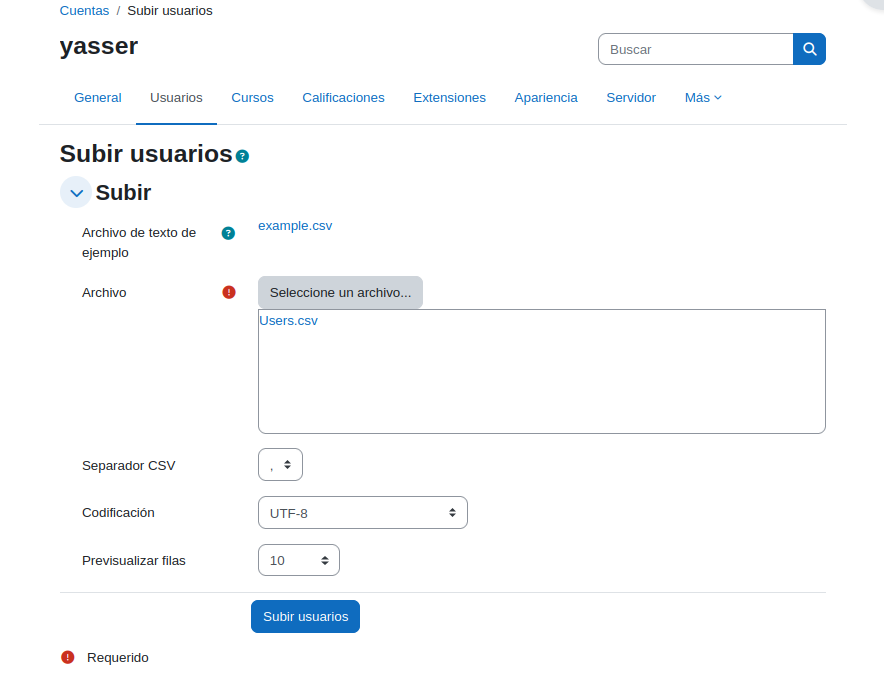 Cuentas / Subir usuarios
yasser
Buscar
General Usuarios Cursos Calificaciones Extensiones Apariencia Servidor Más
Subir usuarios
Subir
Archivo de texto de
ejemplo
example.csv
Archivo
Seleccione un archivo...
Users.csv
Separador CSV ,
Codificación UTF-8
Previsualizar filas 10
Subir usuarios
Requerido